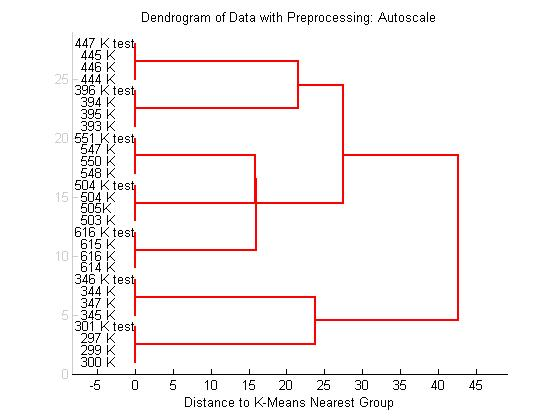 Dendrogram of Data with Preprocessing: Autoscale
447 K test
445 K
446 K
444 K
396 K test
394 K
395 K
393 K
551 K test
547 K
550 K
548 K
504 K test
504 K
505K
503 K
616 K test
615 K
616 K
614 K
346 K test
344 K
347 K
345 K
301 K test
297 K
299 K
300 K
25
20
15
10
5
0
-5 0 5 10 15 20 25 30 35 40 45
Distance to K-Means Nearest Group